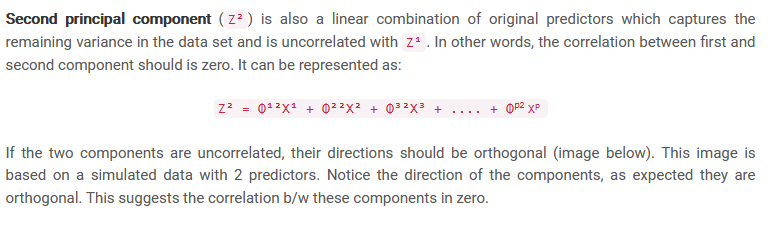 Second principal component ( Z² ) is also a linear combination of original predictors which captures the
remaining variance in the data set and is uncorrelated with Z¹ . In other words, the correlation between first and
second component should is zero. It can be represented as:
Z² = Φ¹²X¹ + Φ²²X² + Φ³²X³ + .... + Φᵖ²Xᵖ
If the two components are uncorrelated, their directions should be orthogonal (image below). This image is
based on a simulated data with 2 predictors. Notice the direction of the components, as expected they are
orthogonal. This suggests the correlation b/w these components in zero.